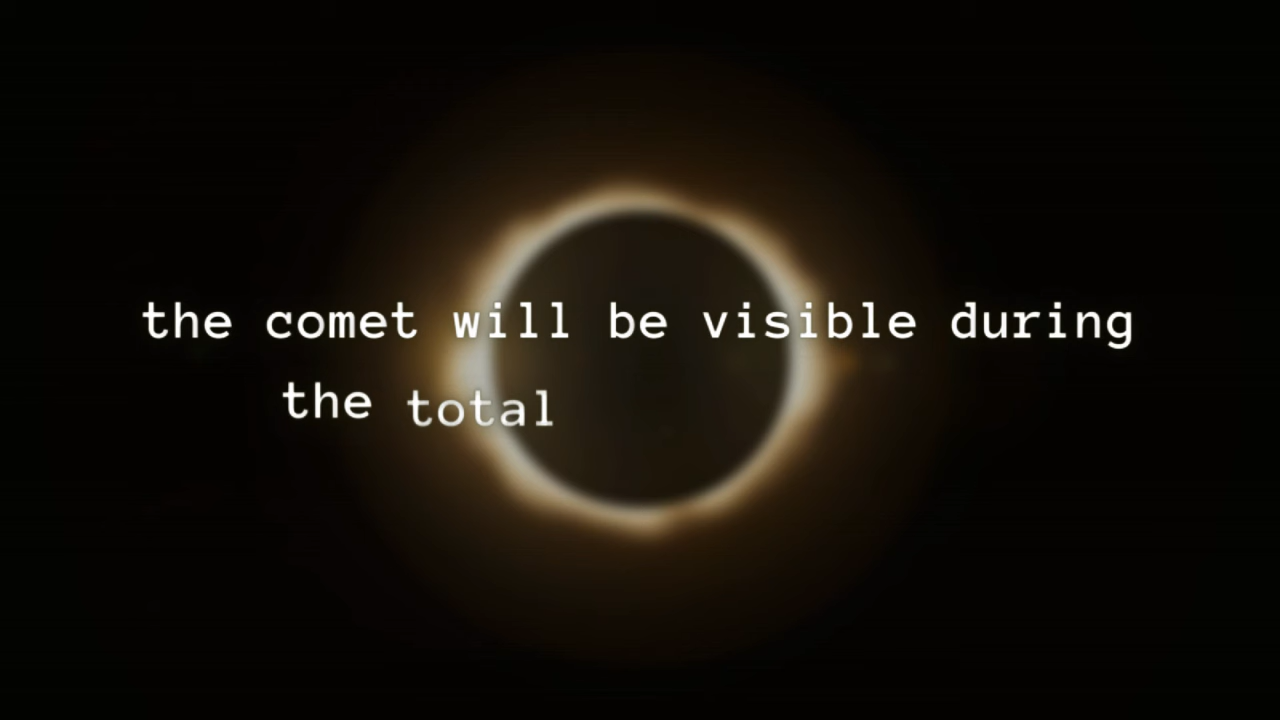 the comet will be visible during
the total